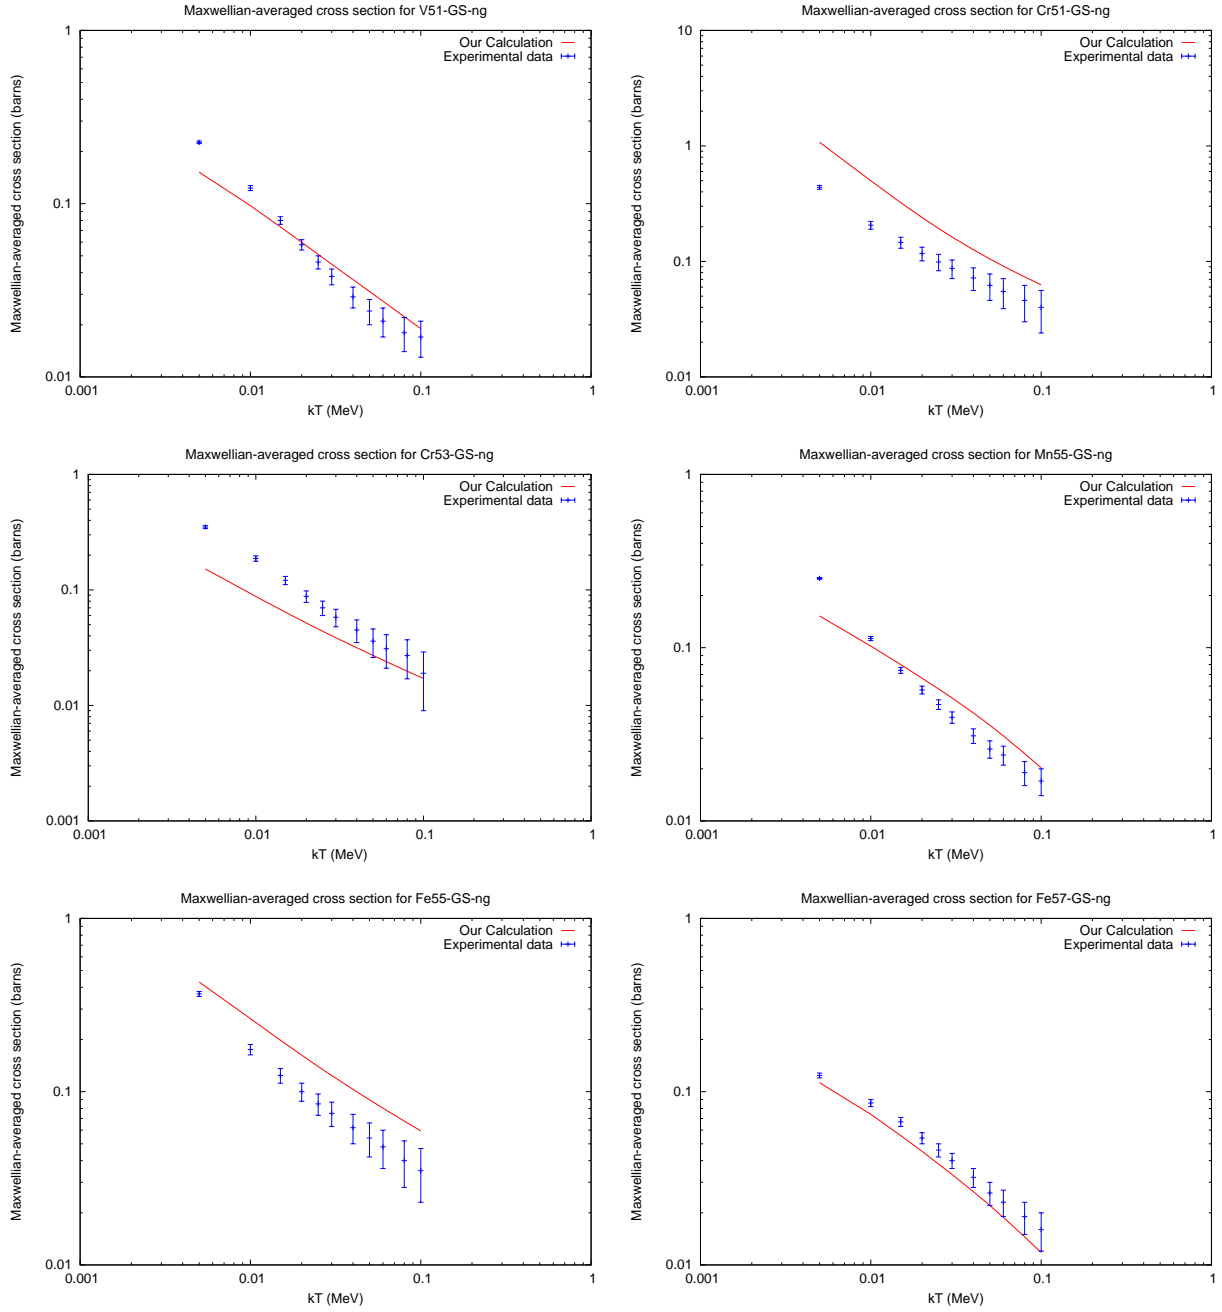 Maxwellian-averaged cross section for V51-GS-ng
Maxwellian-averaged cross section (barns)
1
0.1
0.01
0.001
0.01
0.1
1
kT (MeV)
Our Calculation
Experimental data
Maxwellian-averaged cross section for Cr51-GS-ng
Maxwellian-averaged cross section (barns)
10
1
0.1
0.01
0.001
0.01
0.1
1
kT (MeV)
Our Calculation
Experimental data
Maxwellian-averaged cross section for Cr53-GS-ng
Maxwellian-averaged cross section (barns)
1
0.1
0.01
0.001
0.001
0.01
0.1
1
kT (MeV)
Our Calculation
Experimental data
Maxwellian-averaged cross section for Mn55-GS-ng
Maxwellian-averaged cross section (barns)
1
0.1
0.01
0.001
0.01
0.1
1
kT (MeV)
Our Calculation
Experimental data
Maxwellian-averaged cross section for Fe55-GS-ng
Maxwellian-averaged cross section (barns)
1
0.1
0.01
0.001
0.01
0.1
1
kT (MeV)
Our Calculation
Experimental data
Maxwellian-averaged cross section for Fe57-GS-ng
Maxwellian-averaged cross section (barns)
1
0.1
0.01
0.001
0.01
0.1
1
kT (MeV)
Our Calculation
Experimental data